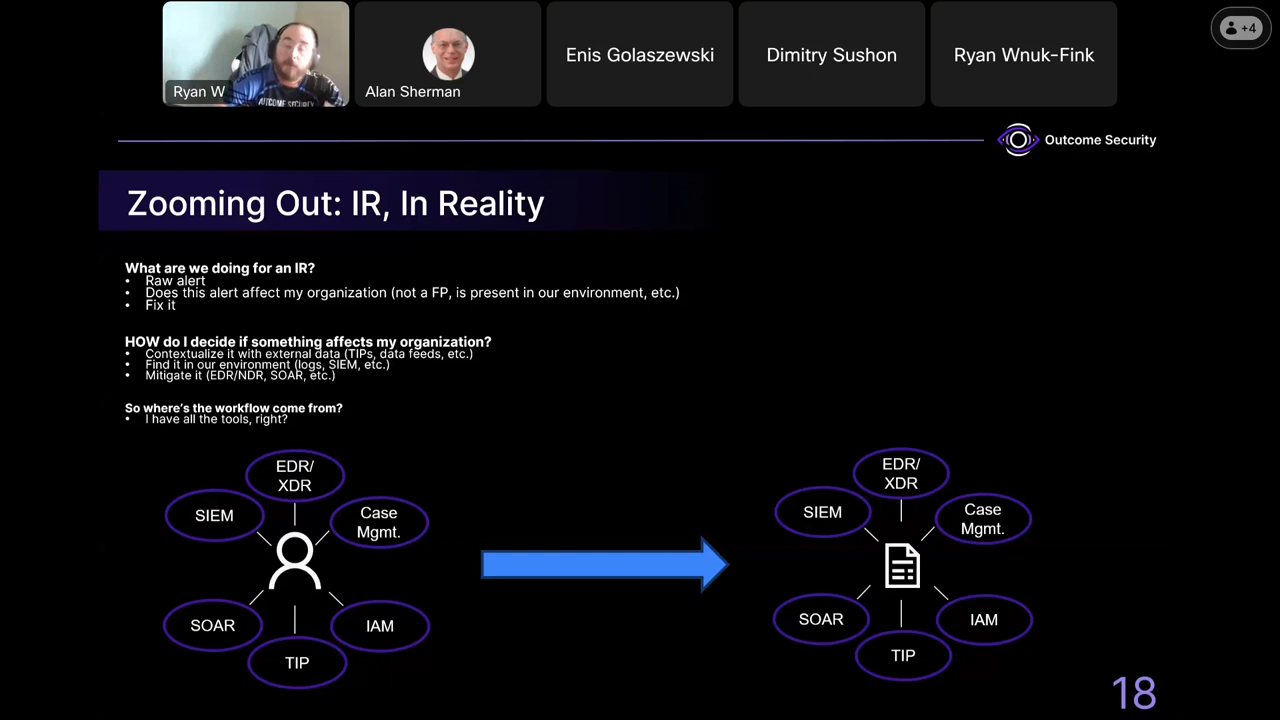 +4
Ryan W
OUTCOME SECURITY
Alan Sherman
Enis Golaszewski
Dimitry Sushon
Ryan Wnuk-Fink
Outcome Security
Zooming Out: IR, In Reality
What are we doing for an IR?
• Raw alert
• Does this alert affect my organization (not a FP, is present in our environment, etc.)
• Fix it
HOW do I decide if something affects my organization?
• Contextualize it with external data (TIPs, data feeds, etc.)
• Find it in our environment (logs, SIEM, etc.)
• Mitigate it (EDR/NDR, SOAR, etc.)
So where's the workflow come from?
• I have all the tools, right?
EDR/
XDR
SIEM
Case
Mgmt.
SOAR
IAM
TIP
EDR/
XDR
SIEM
Case
Mgmt.
SOAR
IAM
TIP
18